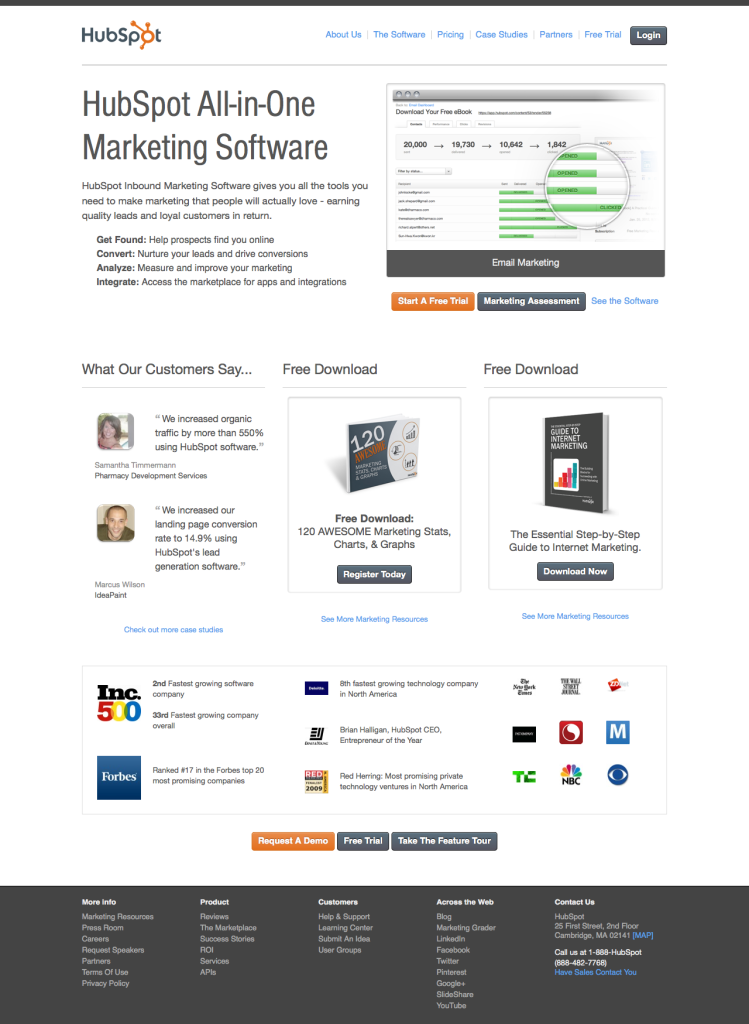 HubSpot
About Us
The Software
Pricing
Case Studies
Partners
Free Trial
Login
HubSpot All-in-One
Marketing Software
HubSpot Inbound Marketing Software gives you all the tools you
need to make marketing that people will actually love - earning
quality leads and loyal customers in return.
Get Found: Help prospects find you online
Convert: Nurture your leads and drive conversions
Analyze: Measure and improve your marketing
Integrate: Access the marketplace for apps and integrations
Download Your Free eBook
20,000 → 19,730 → 10,642 → 1,842
OPENED
OPENED
OPENED
CLICKED
Email Marketing
Start A Free Trial
Marketing Assessment
See the Software
What Our Customers Say...
“ We increased organic
traffic by more than 550%
using HubSpot software.”
Samantha Timmermann
Pharmacy Development Services
“ We increased our
landing page conversion
rate to 14.9% using
HubSpot's lead
generation software.”
Marcus Wilson
IdeaPaint
Check out more case studies
Free Download
120
AWESOME
MARKETING
STATS, CHARTS
& GRAPHS
Free Download:
120 AWESOME Marketing Stats,
Charts, & Graphs
Register Today
See More Marketing Resources
Free Download
THE ESSENTIAL STEP-BY-STEP
GUIDE TO
INTERNET
MARKETING
The Essential Step-by-Step
Guide to Internet Marketing.
Download Now
See More Marketing Resources
Inc.
500
2nd Fastest growing software
company
33rd Fastest growing company
overall
Forbes
Ranked #17 in the Forbes top 20
most promising companies
Deloitte
8th fastest growing technology company
in North America
Ernst & Young
Brian Halligan, HubSpot CEO,
Entrepreneur of the Year
RED
2009
Red Herring: Most promising private
technology ventures in North America
The
New York
Times
THE WALL
STREET
JOURNAL
M
TC
NBC
Request A Demo
Free Trial
Take The Feature Tour
More Info
Marketing Resources
Press Room
Careers
Request Speakers
Partners
Terms Of Use
Privacy Policy
Product
Reviews
The Marketplace
Success Stories
ROI
Services
APIs
Customers
Help & Support
Learning Center
Submit An Idea
User Groups
Across the Web
Blog
Marketing Grader
LinkedIn
Facebook
Twitter
Pinterest
Google+
SlideShare
YouTube
Contact Us
HubSpot
25 First Street, 2nd Floor
Cambridge, MA 02141 [MAP]
Call us at 1-888-HubSpot
(888-482-7768)
Have Sales Contact You